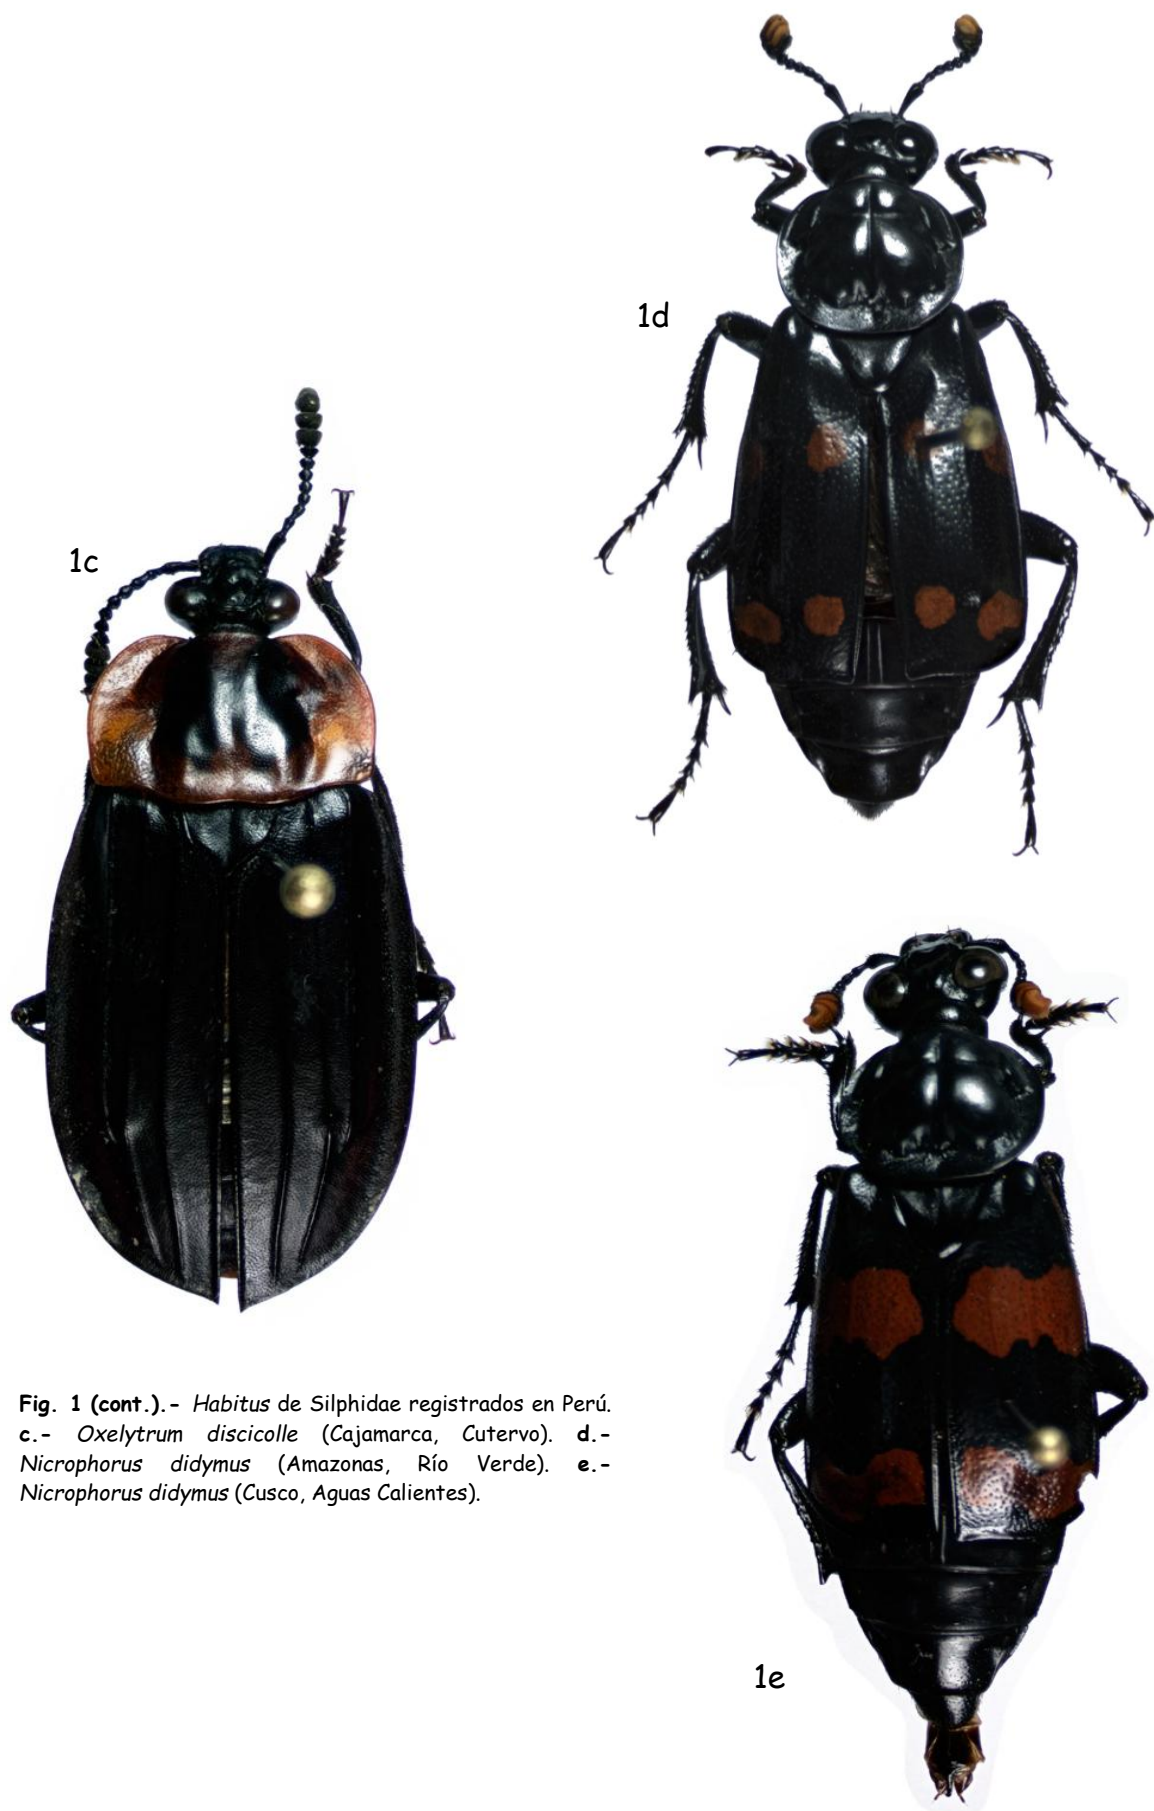 1d
1c
Fig. 1 (cont.).- Habitus de Silphidae registrados en Perú.
c.- Oxelytrum discicolle (Cajamarca, Cutervo). d.-
Nicrophorus didymus (Amazonas, Río Verde). e.-
Nicrophorus didymus (Cusco, Aguas Calientes).
1e